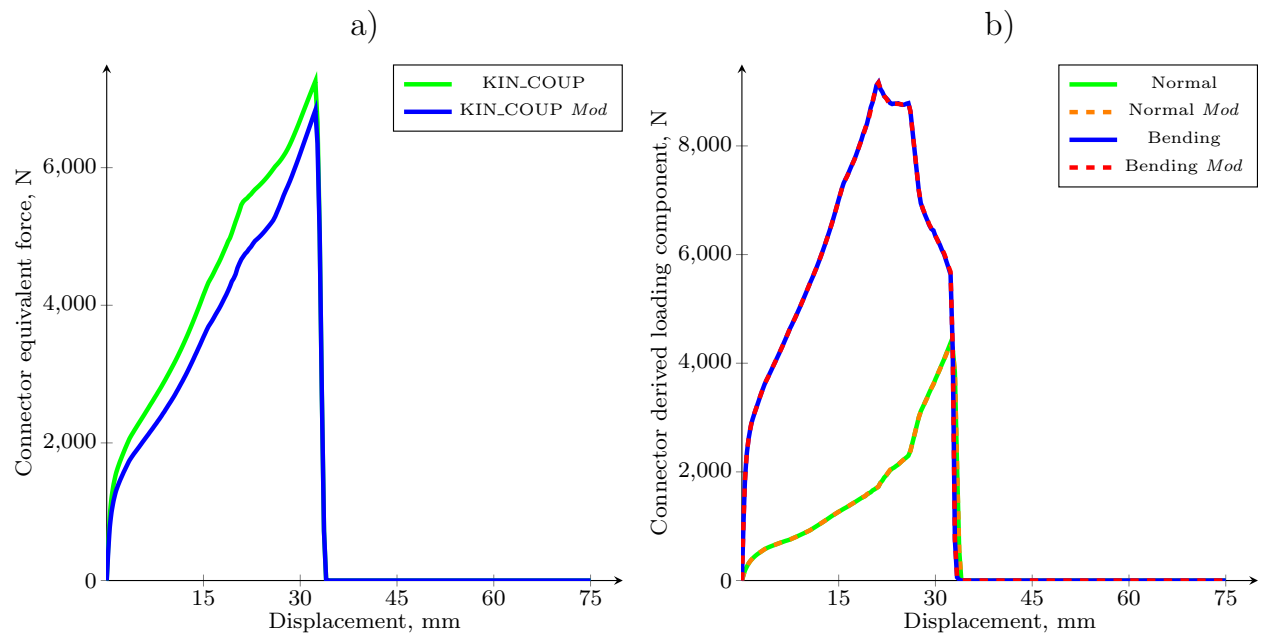 a)
KIN_COUP
KIN_COUP Mod
6,000
4,000
2,000
0
15
30
45
60
75
Displacement, mm
Connector equivalent force, N
b)
Normal
Normal Mod
Bending
Bending Mod
8,000
6,000
4,000
2,000
0
15
30
45
60
75
Displacement, mm
Connector derived loading component, N